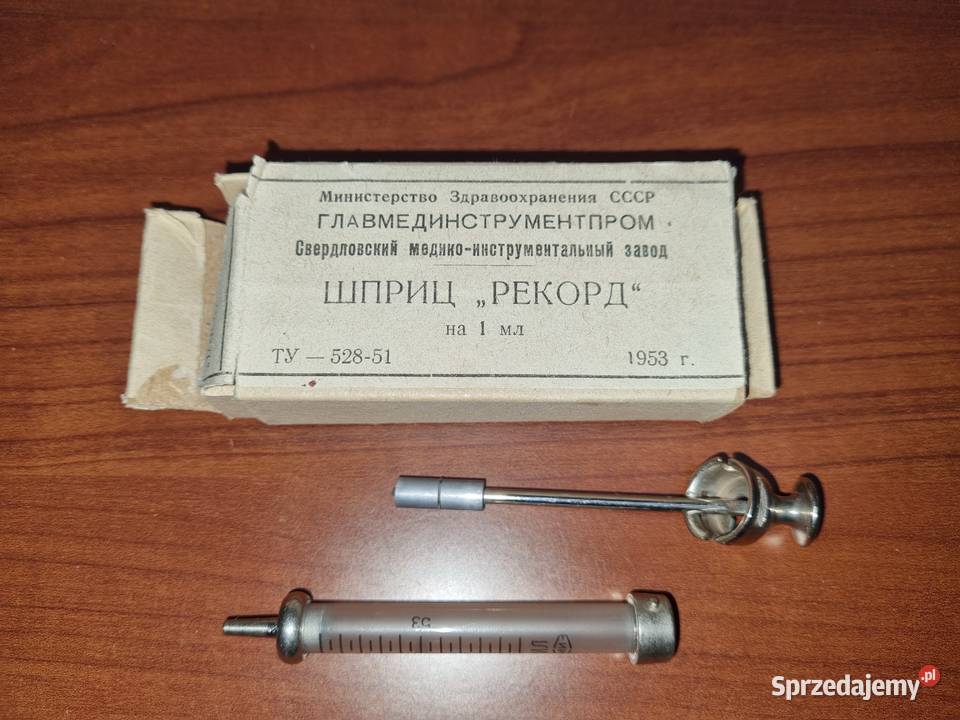 Министерство Здравоохранения СССР
ГЛАВМЕДИНСТРУМЕНТПРОМ
Свердловский медико-инструментальный завод
ШПРИЦ „РЕКОРД“
на 1 мл
ТУ — 528-51 1953 г.
53
Sprzedajemy.pl